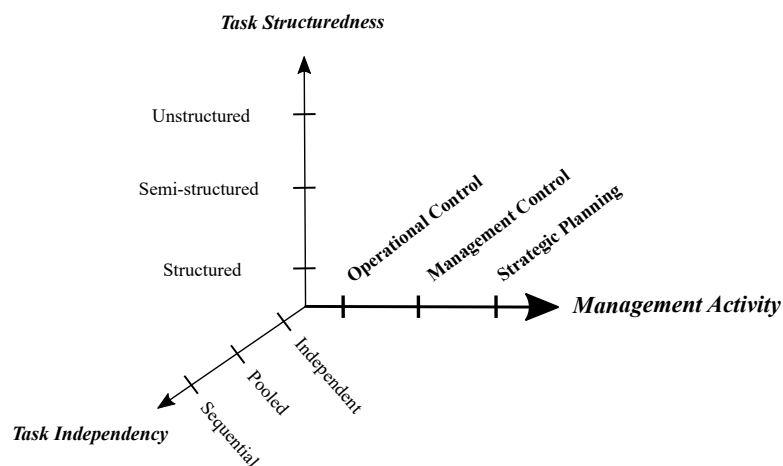 Task Structuredness
Unstructured
Semi-structured
Structured
Operational Control
Management Control
Strategic Planning
Management Activity
Independent
Pooled
Sequential
Task Independency